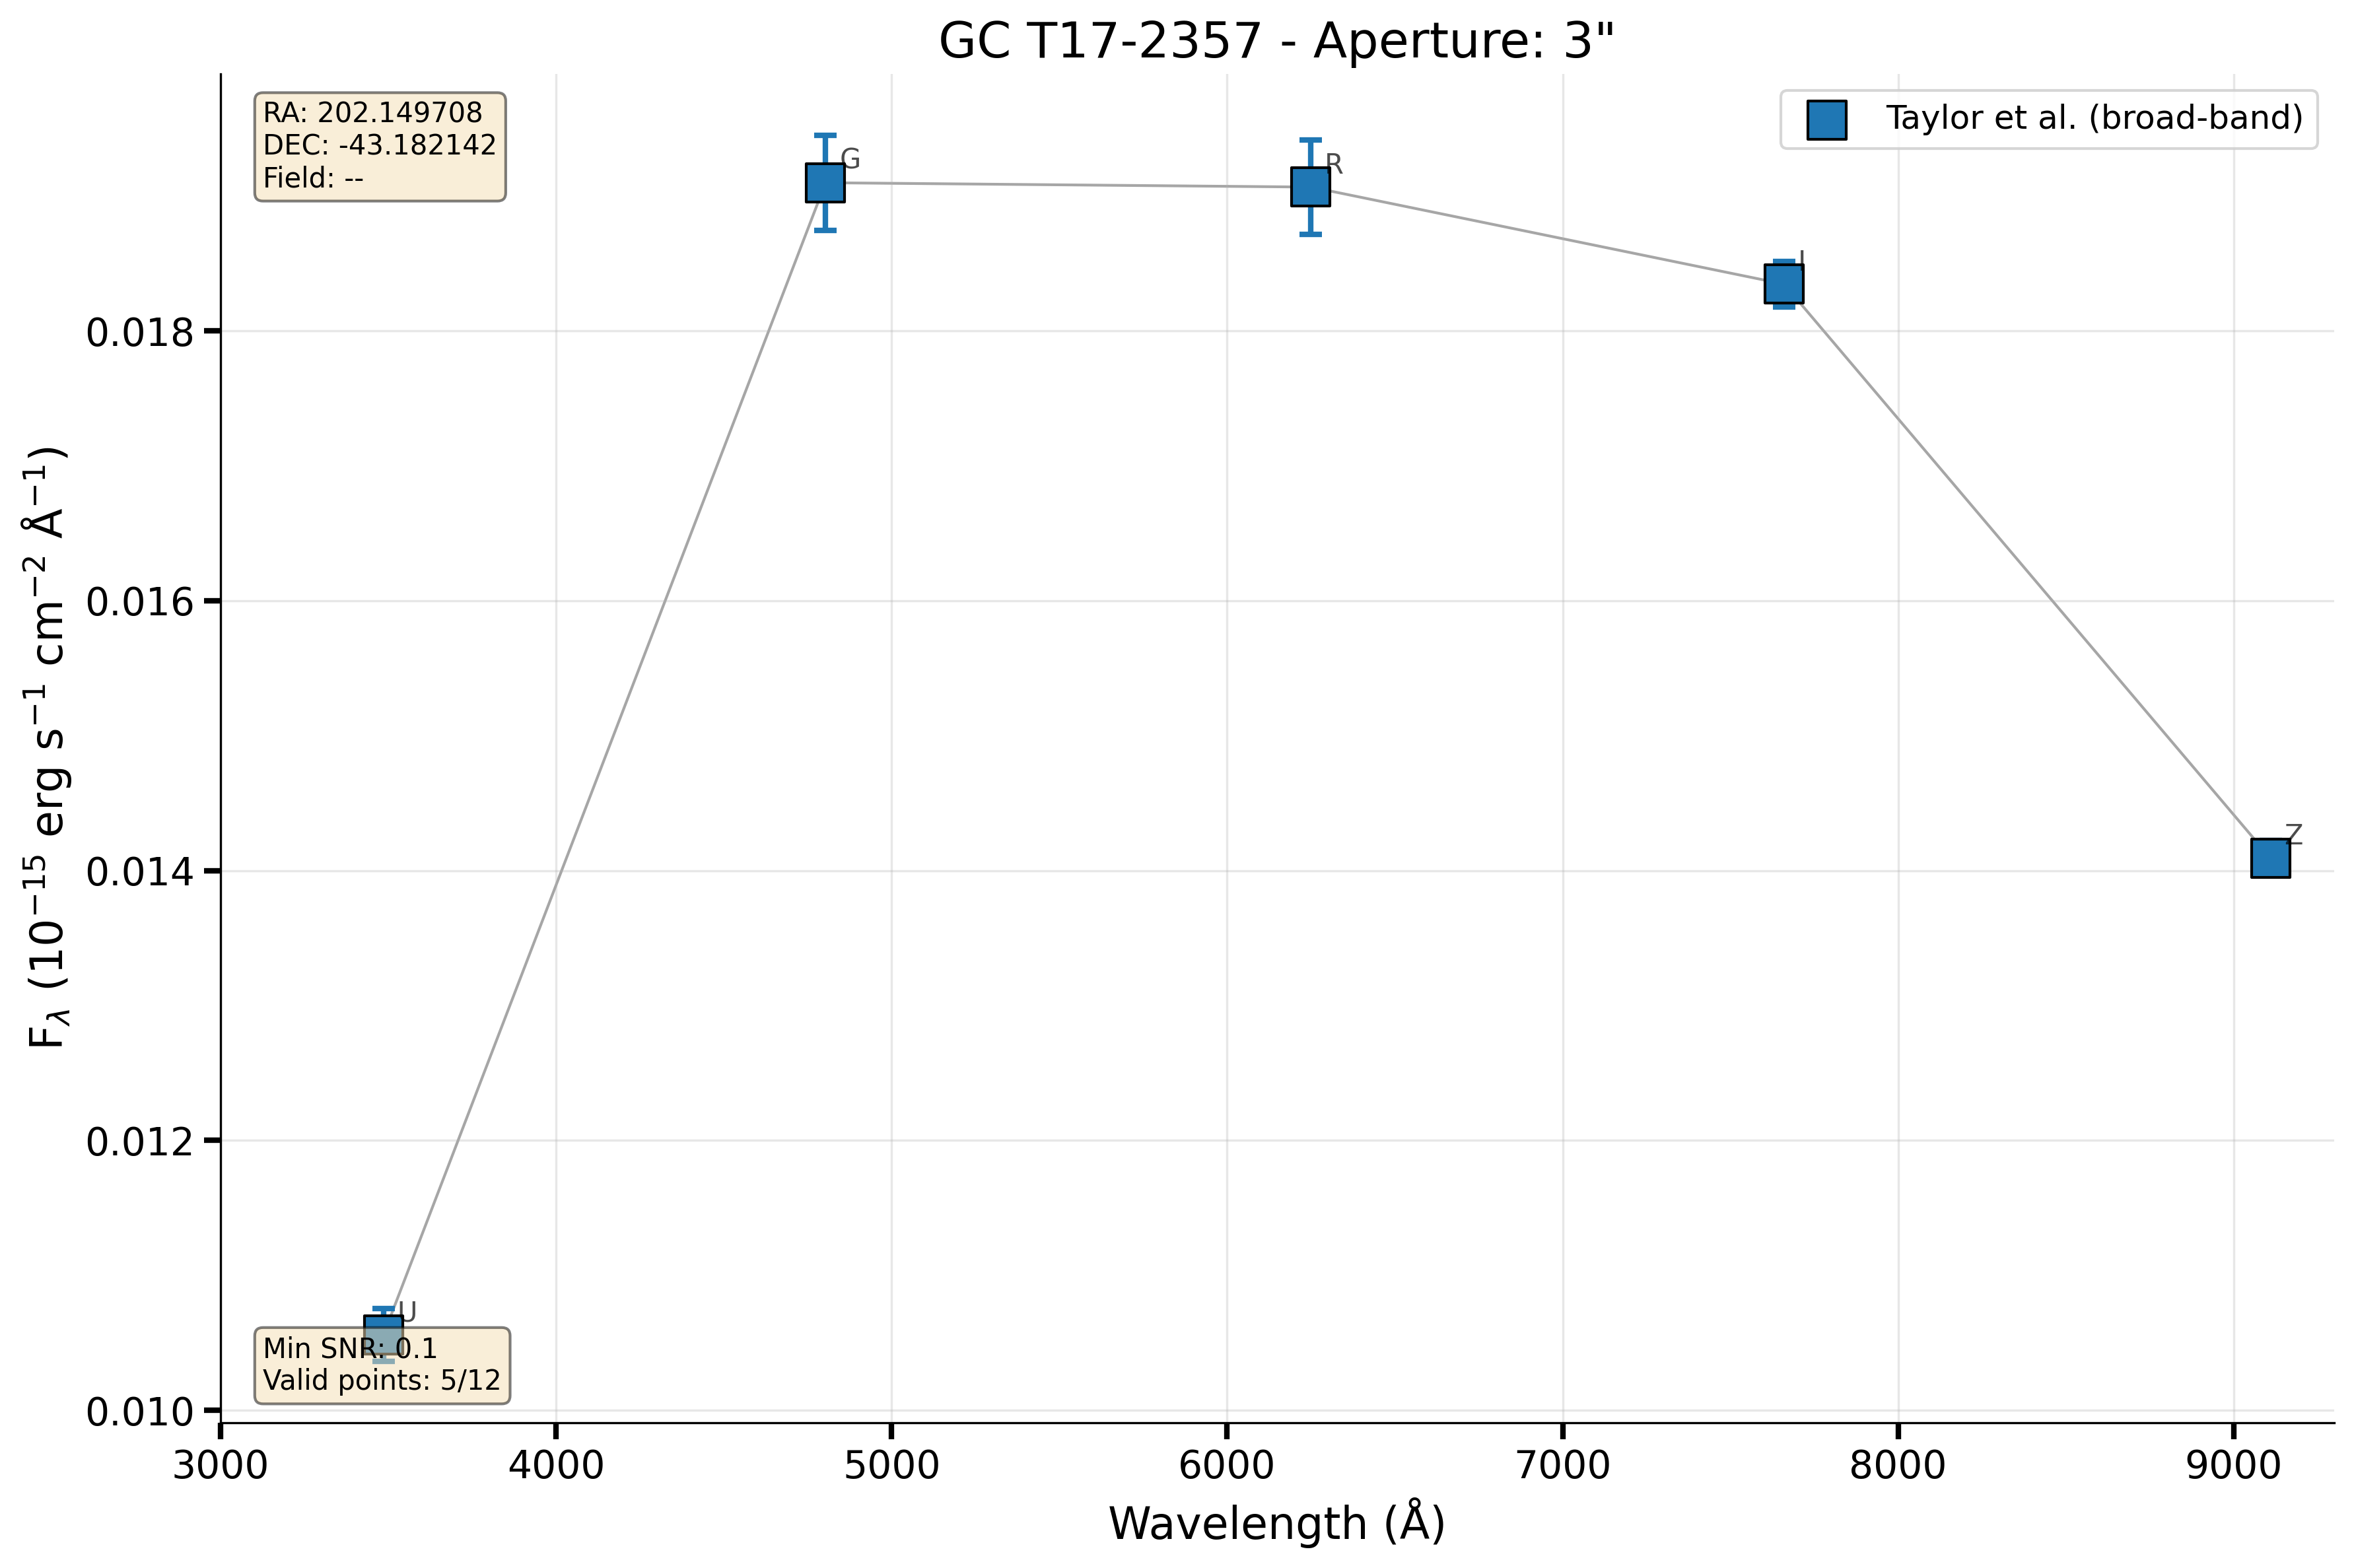 GC T17-2357 - Aperture: 3"
RA: 202.149708
DEC: -43.182142
Field: --
Taylor et al. (broad-band)
G
R
I
Z
U
Min SNR: 0.1
Valid points: 5/12
0.018
0.016
0.014
0.012
0.010
F_λ (10⁻¹⁵ erg s⁻¹ cm⁻² Å⁻¹)
3000 4000 5000 6000 7000 8000 9000
Wavelength (Å)